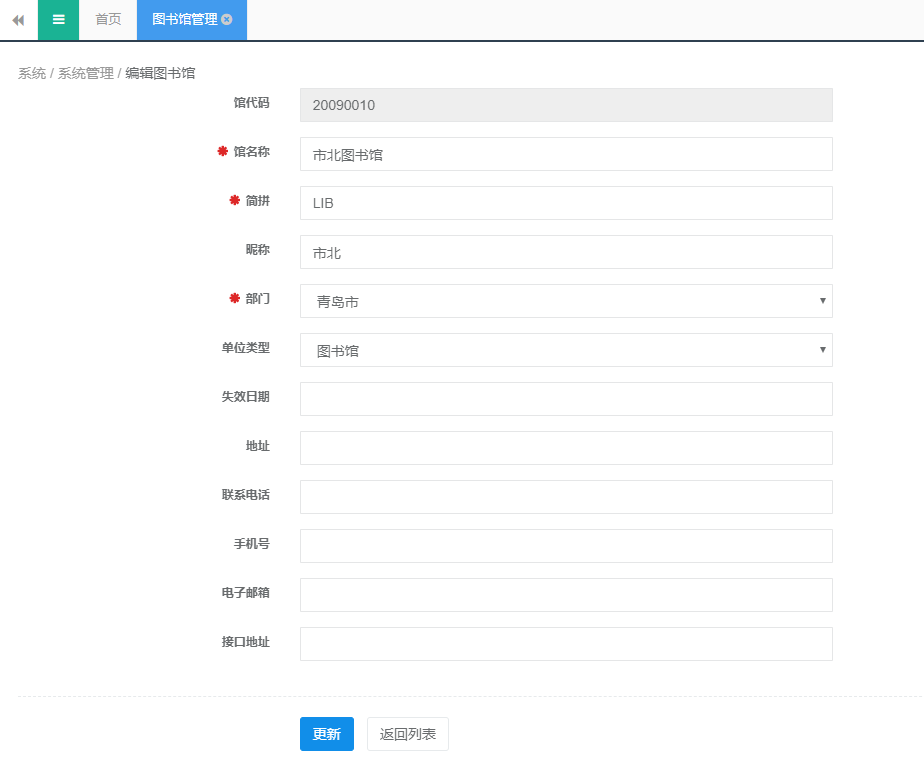 首页
图书馆管理
系统 / 系统管理 / 编辑图书馆
馆代码 20090010
馆名称 市北图书馆
简拼 LIB
昵称 市北
部门 青岛市
单位类型 图书馆
失效日期
地址
联系电话
手机号
电子邮箱
接口地址
更新 返回列表